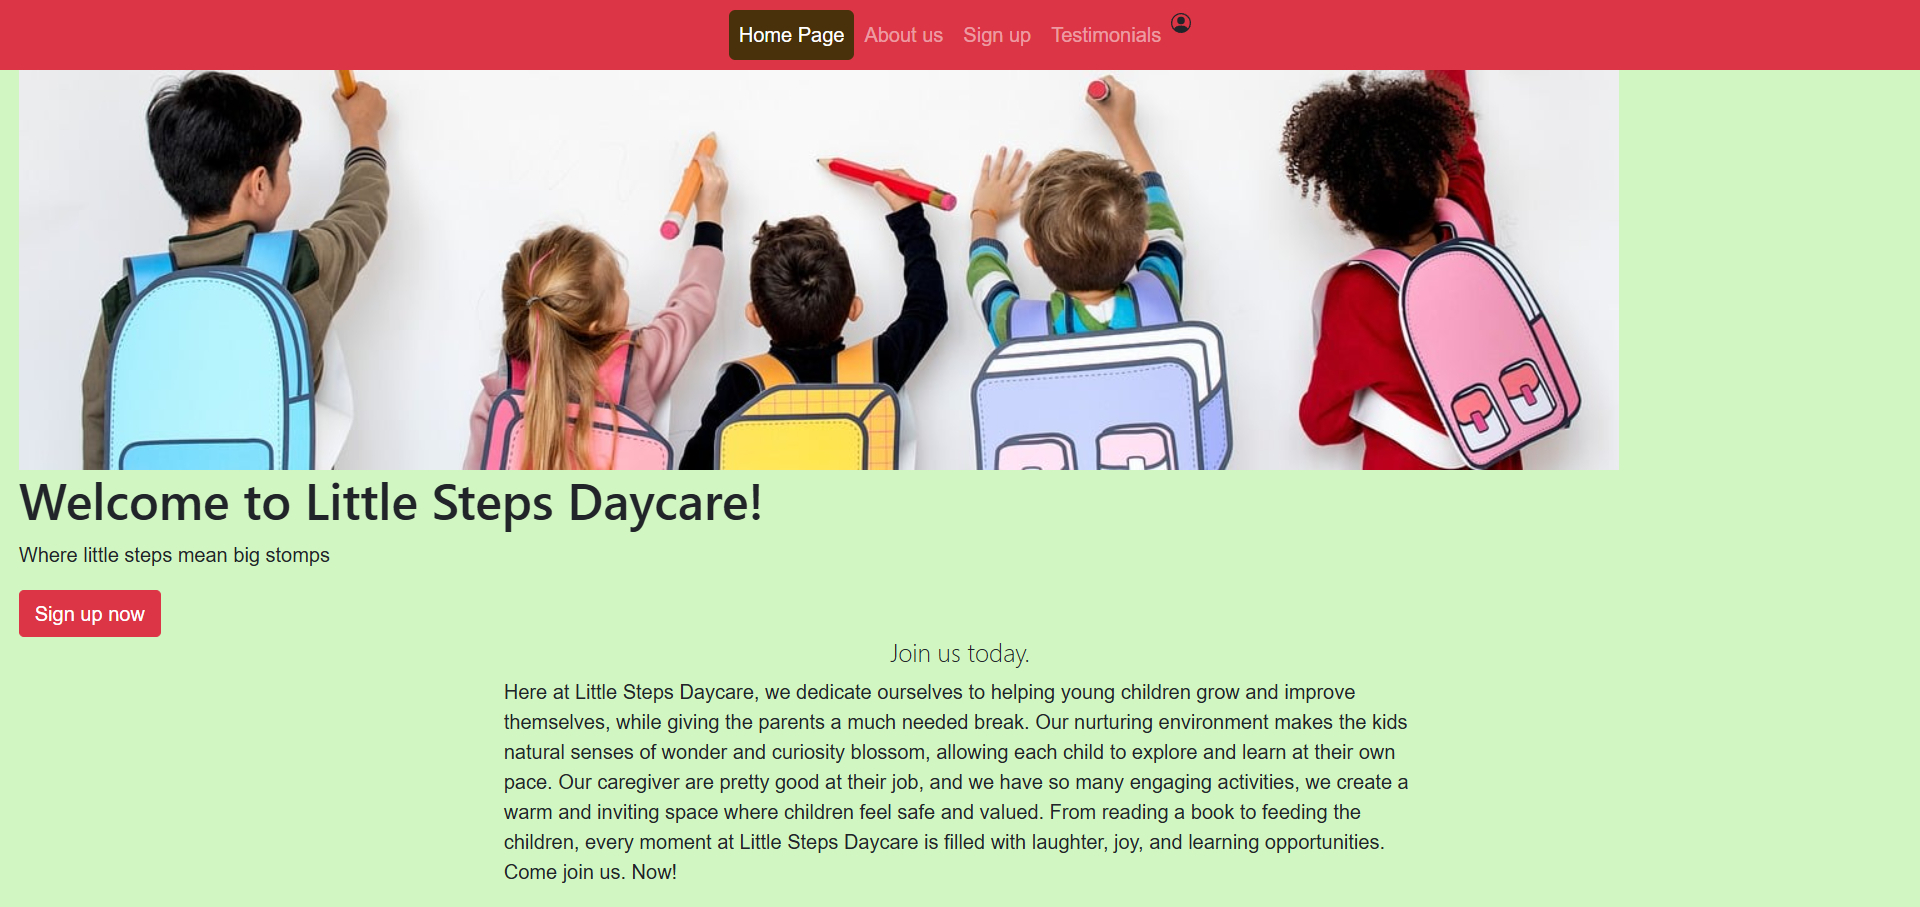 Home Page About us Sign up Testimonials
Welcome to Little Steps Daycare!
Where little steps mean big stomps
Sign up now
Join us today.
Here at Little Steps Daycare, we dedicate ourselves to helping young children grow and improve
themselves, while giving the parents a much needed break. Our nurturing environment makes the kids
natural senses of wonder and curiosity blossom, allowing each child to explore and learn at their own
pace. Our caregiver are pretty good at their job, and we have so many engaging activities, we create a
warm and inviting space where children feel safe and valued. From reading a book to feeding the
children, every moment at Little Steps Daycare is filled with laughter, joy, and learning opportunities.
Come join us. Now!